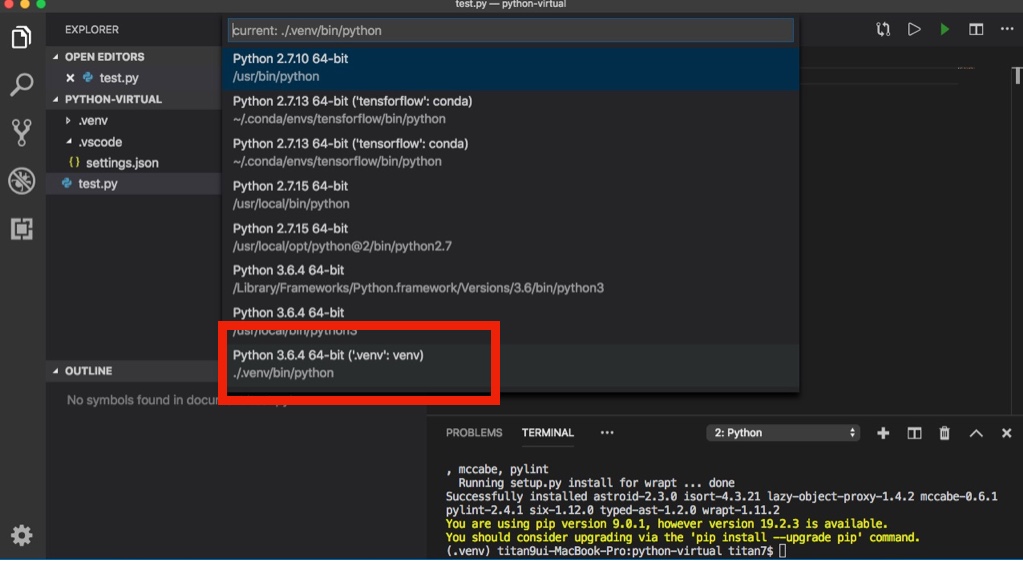 test.py — python-virtual
EXPLORER
OPEN EDITORS
test.py
PYTHON-VIRTUAL
.venv
.vscode
{} settings.json
test.py
OUTLINE
No symbols found in docu
current: ./.venv/bin/python
Python 2.7.10 64-bit
/usr/bin/python
Python 2.7.13 64-bit ('tensforflow': conda)
~/.conda/envs/tensforflow/bin/python
Python 2.7.13 64-bit ('tensorflow': conda)
~/.conda/envs/tensorflow/bin/python
Python 2.7.15 64-bit
/usr/local/bin/python
Python 2.7.15 64-bit
/usr/local/opt/python@2/bin/python2.7
Python 3.6.4 64-bit
/Library/Frameworks/Python.framework/Versions/3.6/bin/python3
Python 3.6.4 64-bit
/usr/local/bin/python3
Python 3.6.4 64-bit ('.venv': venv)
./.venv/bin/python
PROBLEMS TERMINAL ••• 2: Python
, mccabe, pylint
Running setup.py install for wrapt ... done
Successfully installed astroid-2.3.0 isort-4.3.21 lazy-object-proxy-1.4.2 mccabe-0.6.1
pylint-2.4.1 six-1.12.0 typed-ast-1.2.0 wrapt-1.11.2
You are using pip version 9.0.1, however version 19.2.3 is available.
You should consider upgrading via the 'pip install --upgrade pip' command.
(.venv) titan9ui-MacBook-Pro:python-virtual titan7$